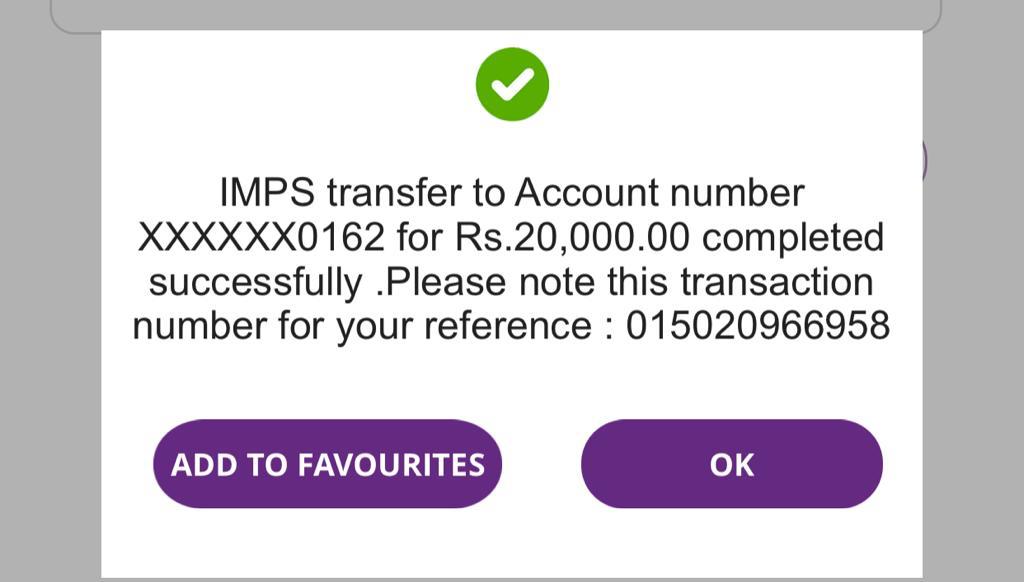 IMPS transfer to Account number
XXXXXX0162 for Rs.20,000.00 completed
successfully .Please note this transaction
number for your reference : 015020966958
ADD TO FAVOURITES
OK